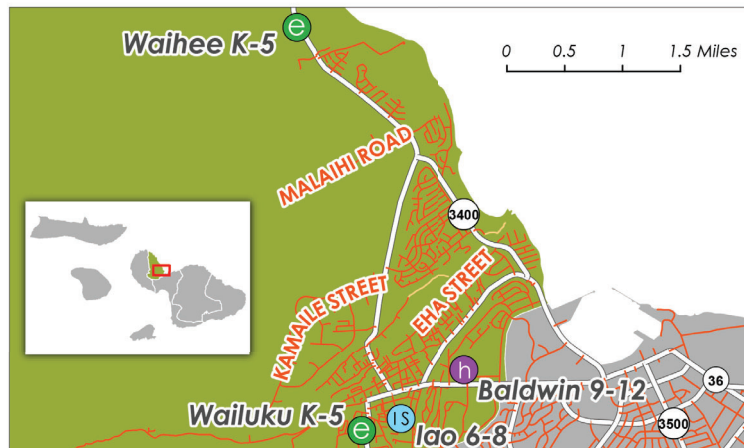 Waihee K-5
e
0 0.5 1 1.5 Miles
MALAIHI ROAD
3400
KAMAILE STREET
EHA STREET
h
Baldwin 9-12
36
Wailuku K-5
e
IS
Iao 6-8
3500